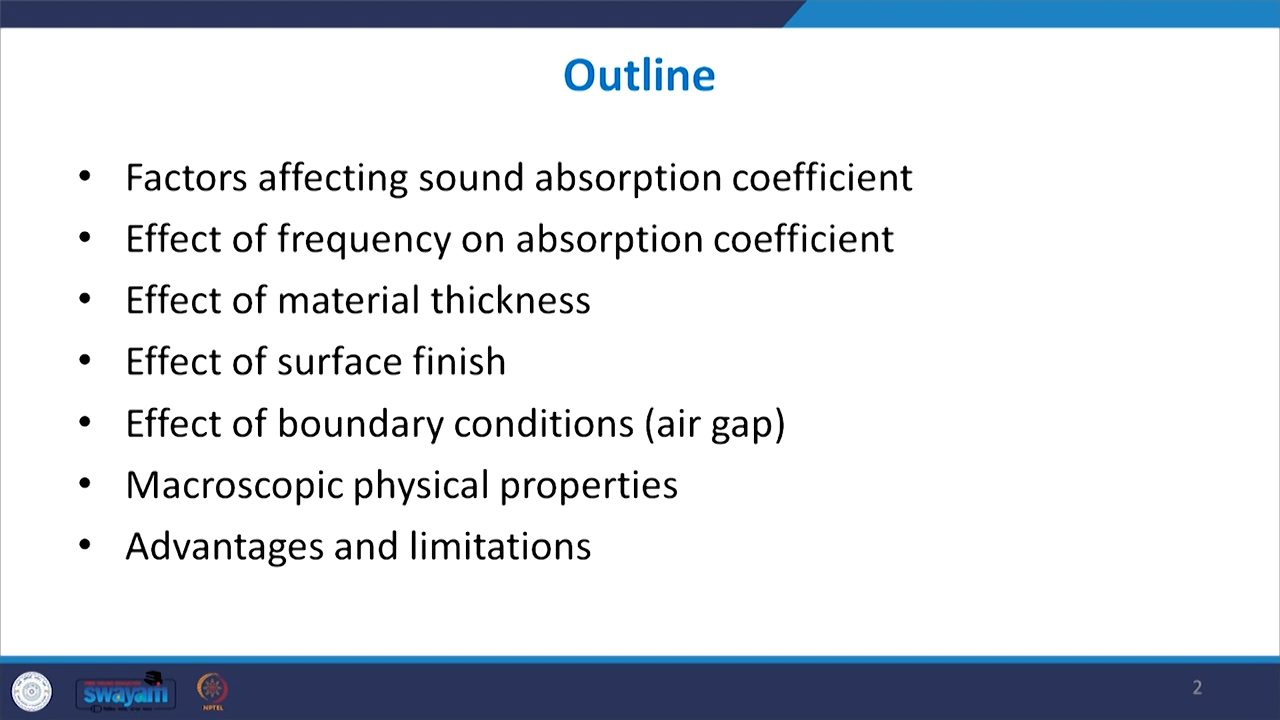 Outline
• Factors affecting sound absorption coefficient
• Effect of frequency on absorption coefficient
• Effect of material thickness
• Effect of surface finish
• Effect of boundary conditions (air gap)
• Macroscopic physical properties
• Advantages and limitations
swayam
NPTEL
2